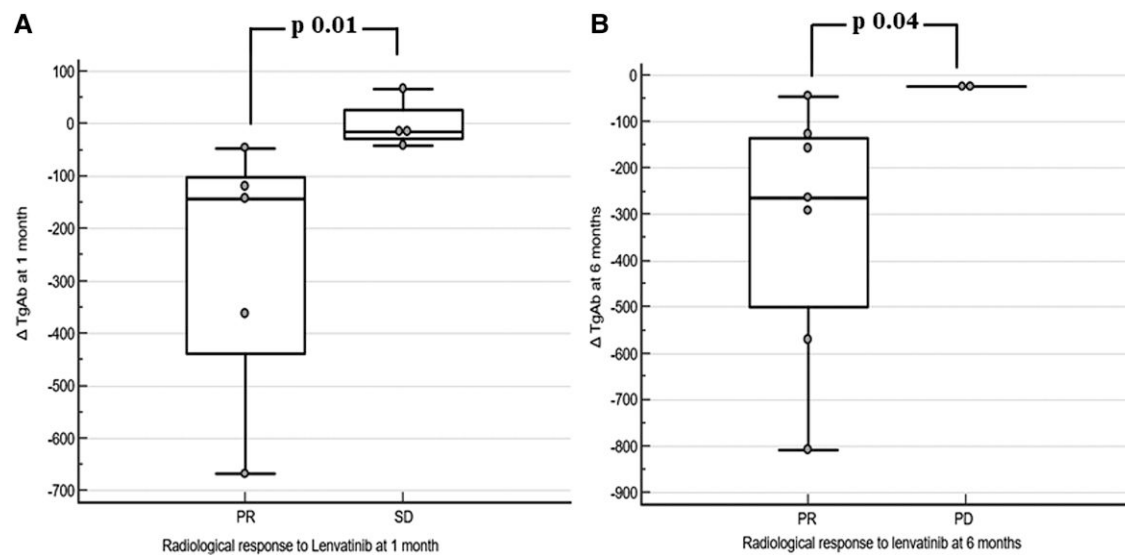 A
p 0.01
Δ TgAb at 1 month
100
0
-100
-200
-300
-400
-500
-600
-700
PR
SD
Radiological response to Lenvatinib at 1 month
B
p 0.04
Δ TgAb at 6 months
0
-100
-200
-300
-400
-500
-600
-700
-800
-900
PR
PD
Radiological response to lenvatinib at 6 months